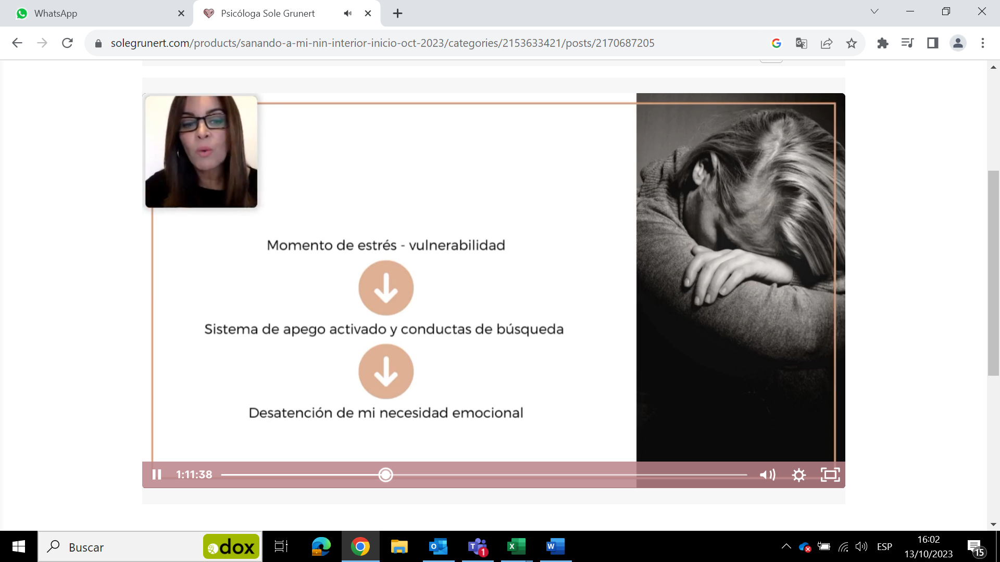 WhatsApp
Psicóloga Sole Grunert
solegrunert.com/products/sanando-a-mi-nin-interior-inicio-oct-2023/categories/2153633421/posts/2170687205
Momento de estrés - vulnerabilidad
Sistema de apego activado y conductas de búsqueda
Desatención de mi necesidad emocional
1:11:38
Buscar
dox
1
ESP
16:02
13/10/2023
15